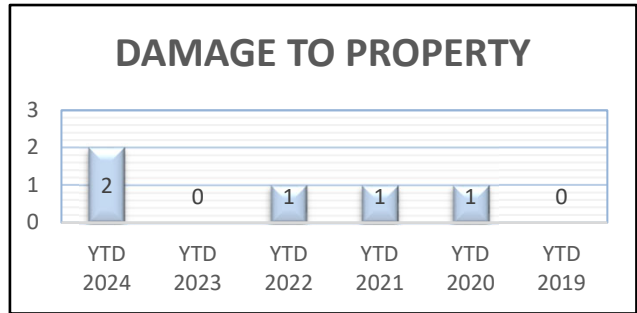 DAMAGE TO PROPERTY
3
2
1
0
2 0 1 1 1 0
YTD YTD YTD YTD YTD YTD
2024 2023 2022 2021 2020 2019